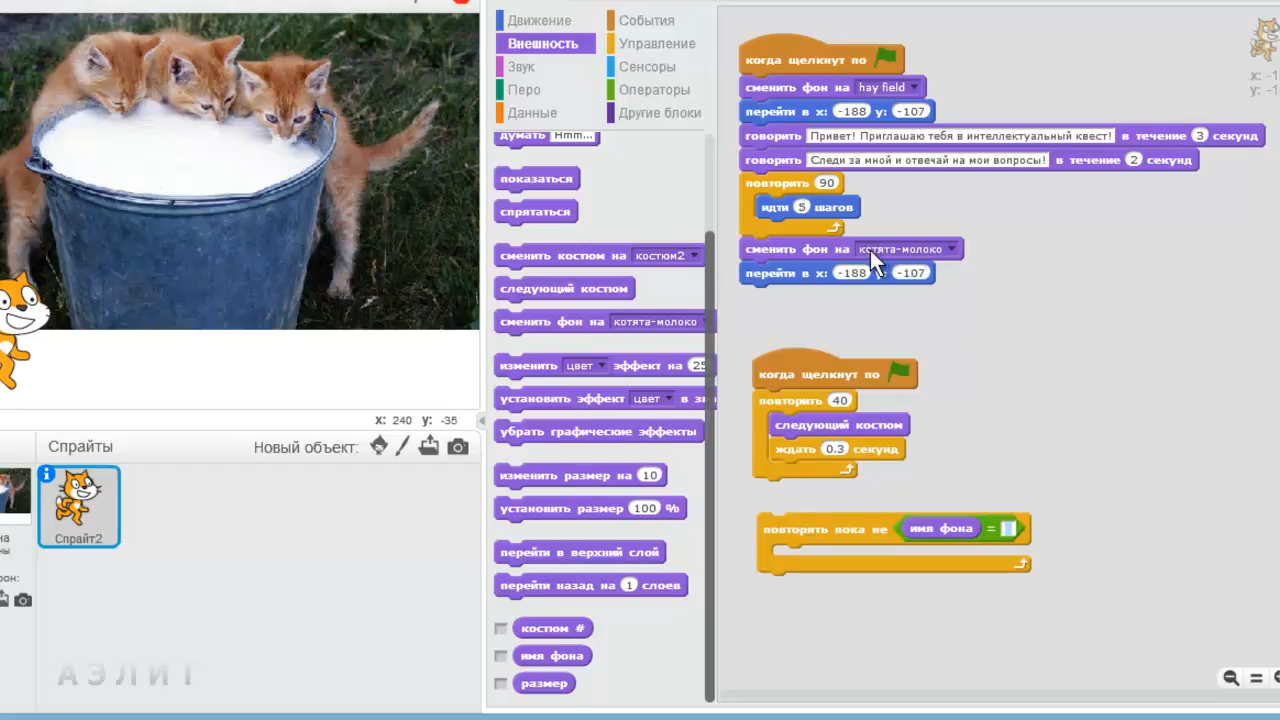 Движение
События
Внешность
Управление
Звук
Сенсоры
Перо
Операторы
Данные
Другие блоки
думать Hmm...
показаться
спрятаться
сменить костюм на костюм2
следующий костюм
сменить фон на котята-молоко
изменить цвет эффект на 25
установить эффект цвет в
убрать графические эффекты
изменить размер на 10
установить размер 100 %
перейти в верхний слой
перейти назад на 1 слоев
костюм #
имя фона
размер
когда щелкнут по
сменить фон на hay field
перейти в x: -188 y: -107
говорить Привет! Приглашаю тебя в интеллектуальный квест! в течение 3 секунд
говорить Следи за мной и отвечай на мои вопросы! в течение 2 секунд
повторить 90
идти 5 шагов
сменить фон на котята-молоко
перейти в x: -188 y: -107
когда щелкнут по
повторить 40
следующий костюм
ждать 0.3 секунд
повторять пока не имя фона =
x: 240 y: -35
Спрайты
Новый объект:
Спрайт2
АЭЛИТ
x: -1
y: -1